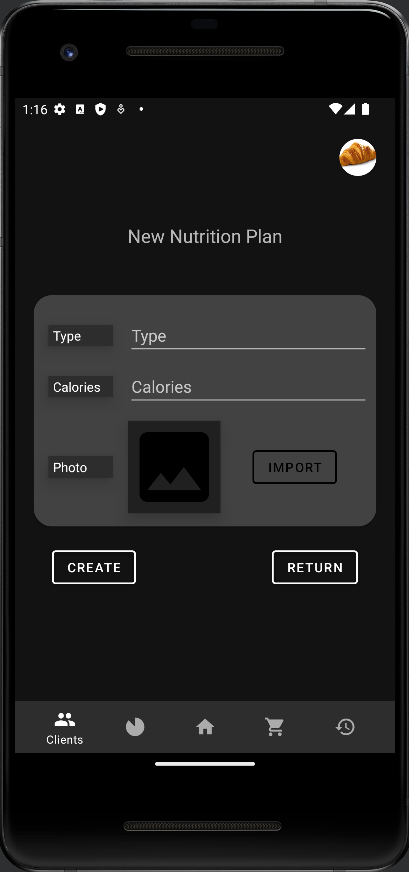 1:16
New Nutrition Plan
Type Type
Calories Calories
Photo IMPORT
CREATE RETURN
Clients